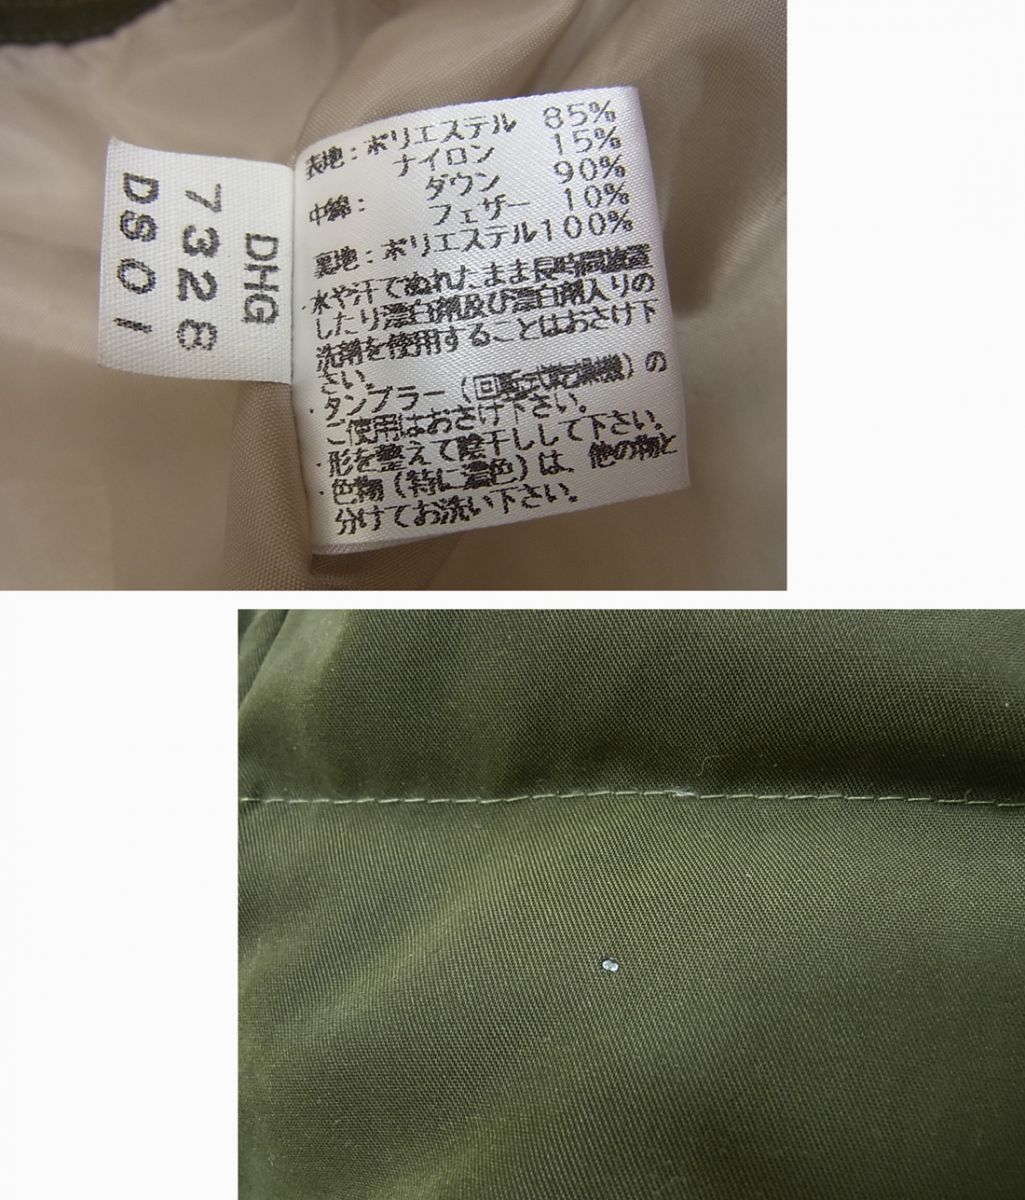 DHG
7328
DS01
表地：ポリエステル 85%
ナイロン 15%
ダウン 90%
中綿： フェザー 10%
裏地：ポリエステル100%
・水や汗でぬれたまま長時間放置
したり漂白剤及び漂白剤入りの
洗剤を使用することはおさけ下
さい。
・タンブラー（回転式乾燥機）の
ご使用はおさけ下さい。
・形を整えて陰干しして下さい。
・色物（特に濃色）は、他の物と
分けてお洗い下さい。